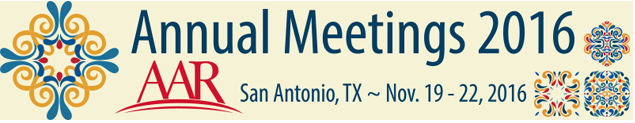 Annual Meetings 2016
AAR
San Antonio, TX ~ Nov. 19 - 22, 2016